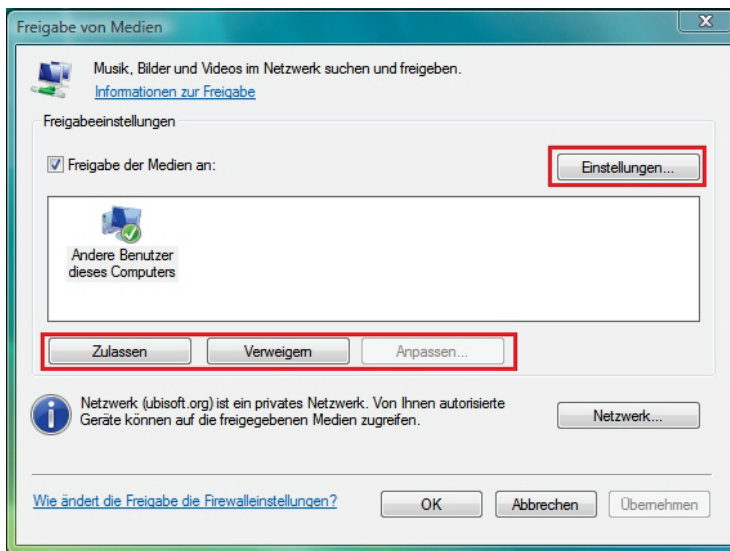 Freigabe von Medien
Musik, Bilder und Videos im Netzwerk suchen und freigeben.
Informationen zur Freigabe
Freigabeeinstellungen
Freigabe der Medien an:
Einstellungen...
Andere Benutzer
dieses Computers
Zulassen Verweigern Anpassen...
Netzwerk (ubisoft.org) ist ein privates Netzwerk. Von Ihnen autorisierte
Geräte können auf die freigegebenen Medien zugreifen.
Netzwerk...
Wie ändert die Freigabe die Firewalleinstellungen?
OK Abbrechen Übernehmen